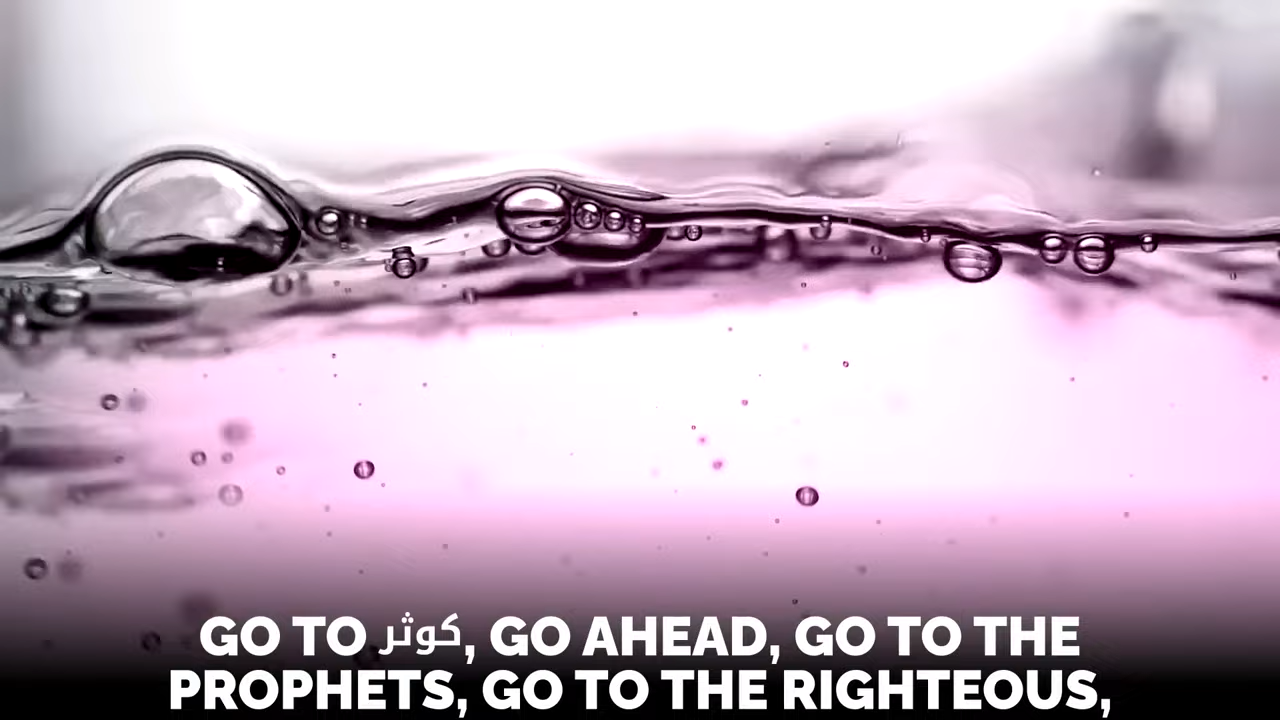 GO TO کوثر, GO AHEAD, GO TO THE
PROPHETS, GO TO THE RIGHTEOUS,